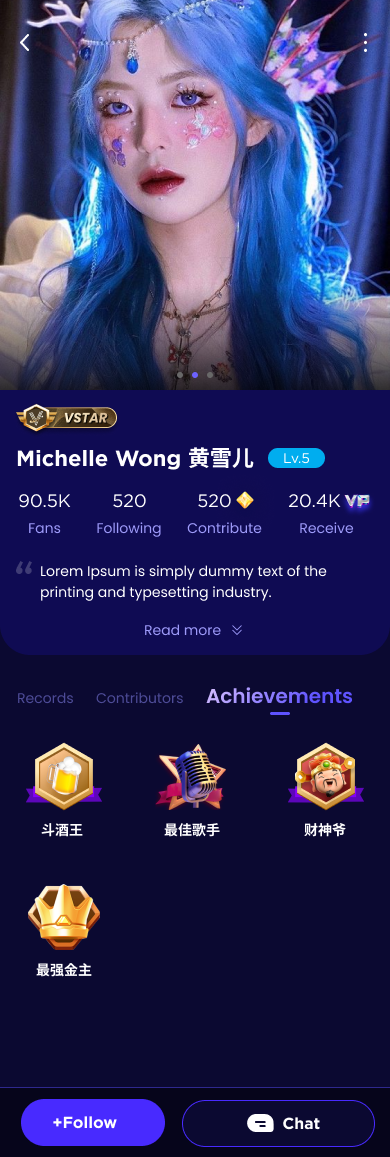 VSTAR
Michelle Wong 黄雪儿 Lv.5
90.5K 520 520 20.4K VP
Fans Following Contribute Receive
“ Lorem Ipsum is simply dummy text of the
printing and typesetting industry.
Read more
Records Contributors Achievements
斗酒王 最佳歌手 财神爷
最强金主
+Follow Chat